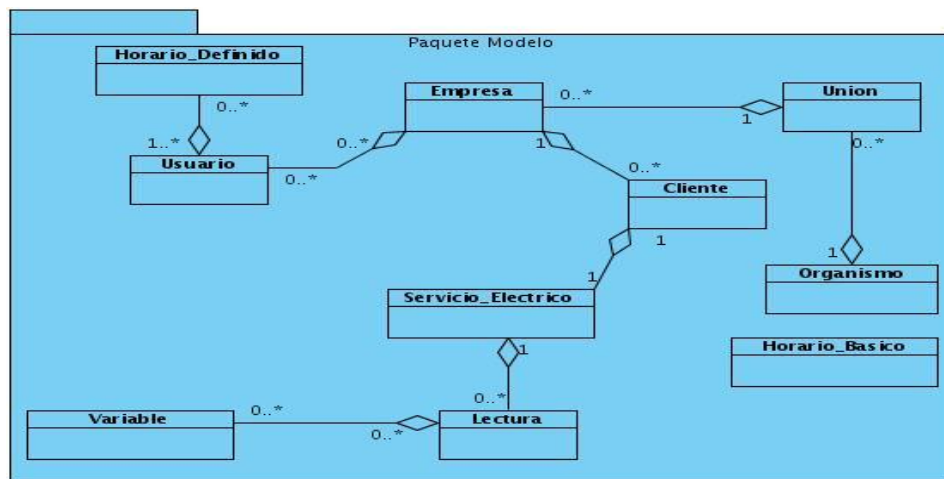 Paquete Modelo
Horario_Definido
0..*
1..*
Usuario
0..*
0..*
Empresa
0..*
1
Union
1
0..*
Cliente
0..*
1
Organismo
1
1
Servicio_Electrico
1
0..*
Horario_Basico
Variable
0..*
0..*
Lectura